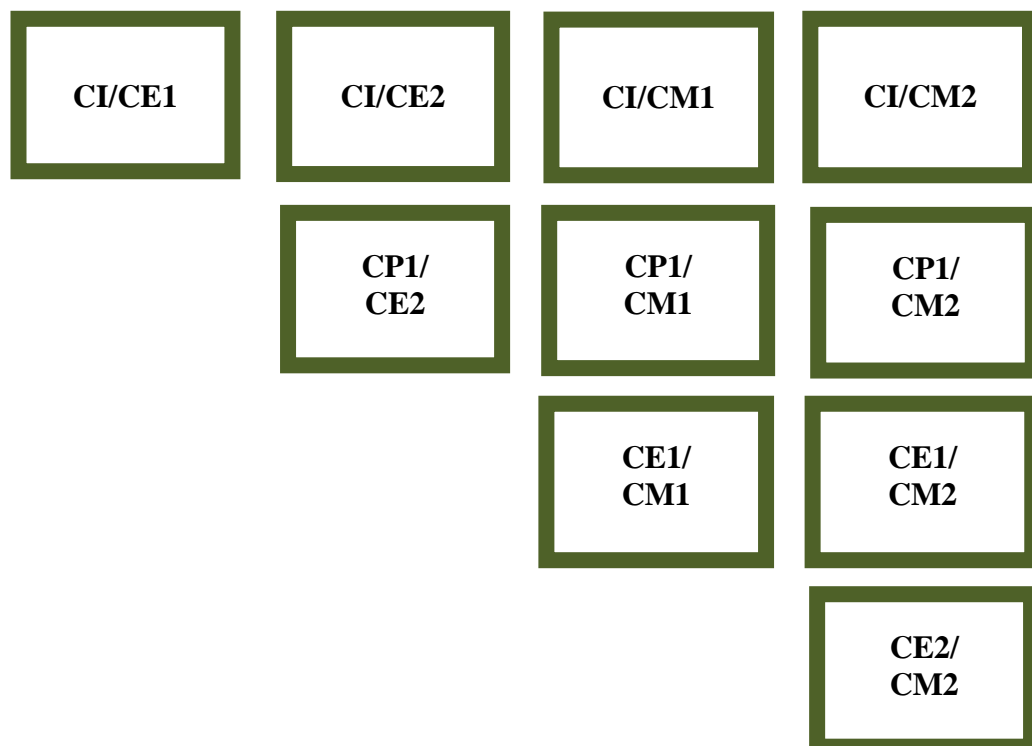 CI/CE1
CI/CE2
CI/CM1
CI/CM2
CP1/
CE2
CP1/
CM1
CP1/
CM2
CE1/
CM1
CE1/
CM2
CE2/
CM2